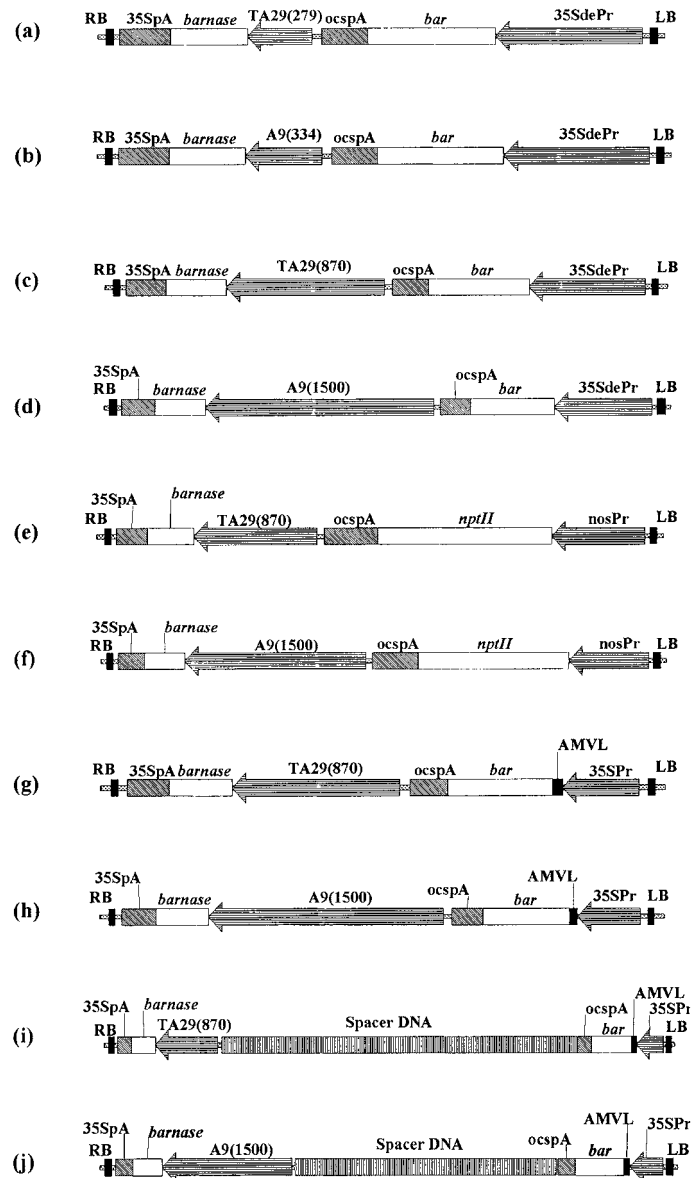 (a) RB 35SpA barnase TA29(279) ocspA bar 35SdePr LB
(b) RB 35SpA barnase A9(334) ocspA bar 35SdePr LB
(c) RB 35SpA barnase TA29(870) ocspA bar 35SdePr LB
(d) RB 35SpA barnase A9(1500) ocspA bar 35SdePr LB
(e) RB 35SpA barnase TA29(870) ocspA nptII nosPr LB
(f) RB 35SpA barnase A9(1500) ocspA nptII nosPr LB
(g) RB 35SpA barnase TA29(870) ocspA bar AMVL 35SPr LB
(h) RB 35SpA barnase A9(1500) ocspA bar AMVL 35SPr LB
(i) RB 35SpA barnase TA29(870) Spacer DNA ocspA bar AMVL 35SPr LB
(j) RB 35SpA barnase A9(1500) Spacer DNA ocspA bar AMVL 35SPr LB